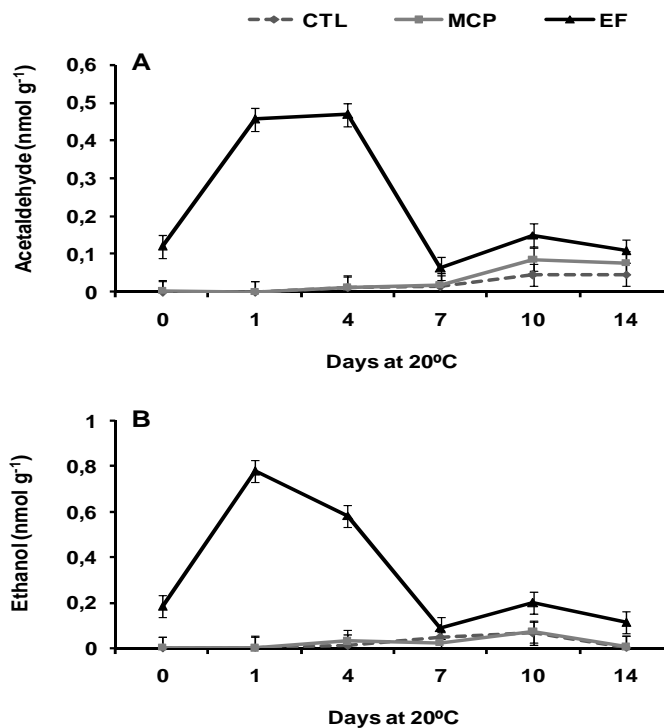 CTL MCP EF
A
Acetaldehyde (nmol g-1)
0,6
0,5
0,4
0,3
0,2
0,1
0
0 1 4 7 10 14
Days at 20ºC
B
Ethanol (nmol g-1)
1
0,8
0,6
0,4
0,2
0
0 1 4 7 10 14
Days at 20ºC